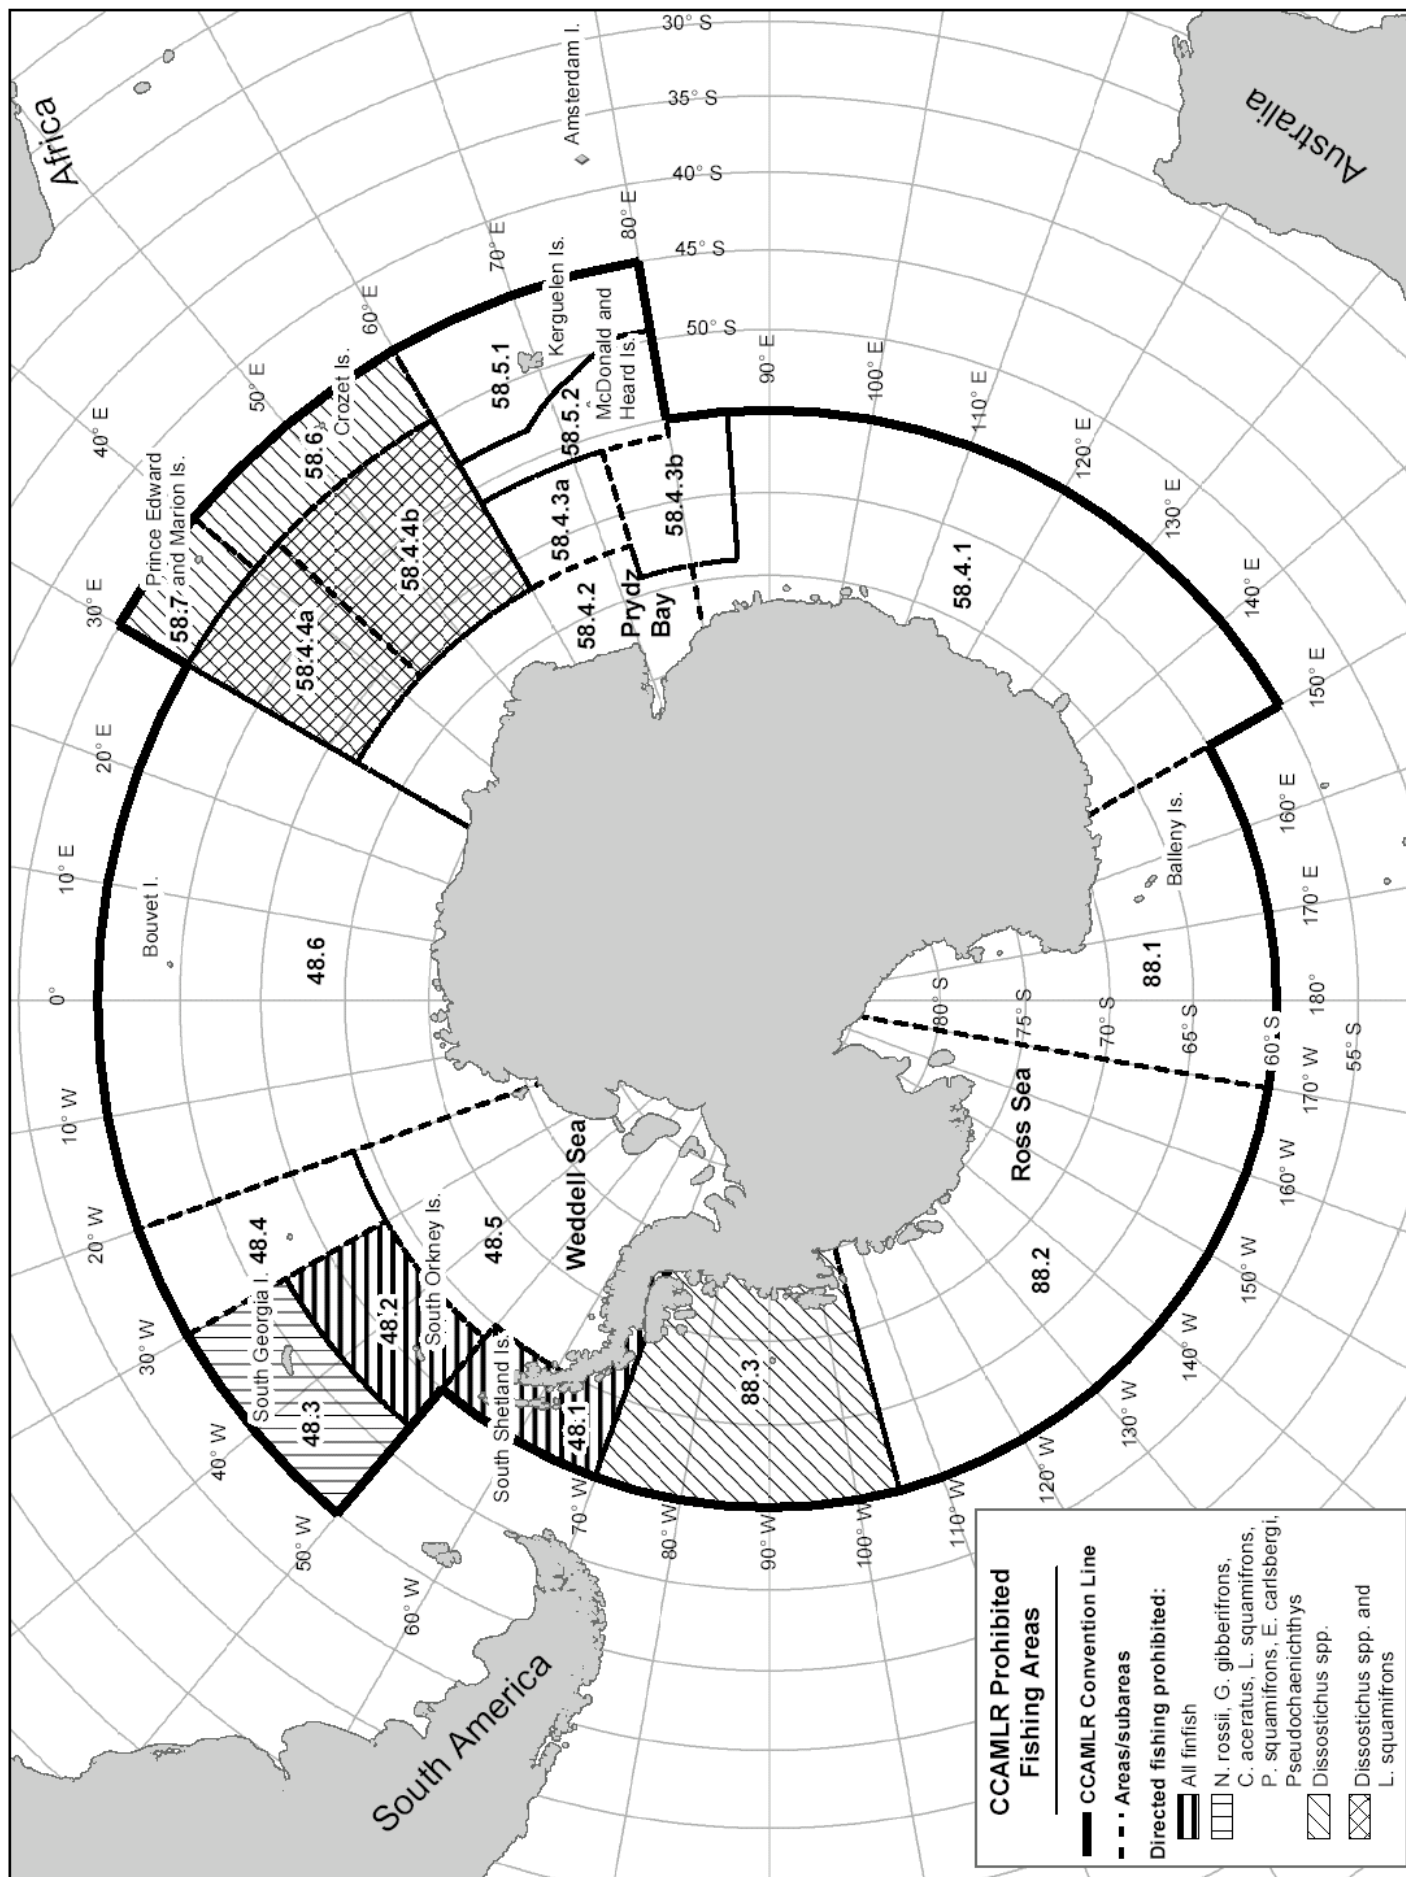 CCAMLR Prohibited
Fishing Areas
CCAMLR Convention Line
Areas/subareas
Directed fishing prohibited:
All finfish
N. rossii, G. gibberifrons,
C. aceratus, L. squamifrons,
P. squamifrons, E. carlsbergi,
Pseudochaenichthys
Dissostichus spp.
Dissostichus spp. and
L. squamifrons
South America
Africa
Australia
Weddell Sea
Ross Sea
Prydz
Bay
South Georgia I.
South Orkney Is.
South Shetland Is.
Bouvet I.
Prince Edward
and Marion Is.
Crozet Is.
Kerguelen Is.
McDonald and
Heard Is.
Amsterdam I.
Balleny Is.
48.1
48.2
48.3
48.4
48.5
48.6
58.7
58.6
58.4.4a
58.4.4b
58.5.1
58.5.2
58.4.3a
58.4.3b
58.4.2
58.4.1
88.1
88.2
88.3
60° W
50° W
40° W
30° W
20° W
10° W
0°
10° E
20° E
30° E
40° E
50° E
60° E
70° E
80° E
90° E
100° E
110° E
120° E
130° E
140° E
150° E
160° E
170° E
180°
170° W
160° W
150° W
140° W
130° W
120° W
110° W
100° W
90° W
80° W
70° W
30° S
35° S
40° S
45° S
50° S
80° S
75° S
70° S
65° S
60° S
55° S